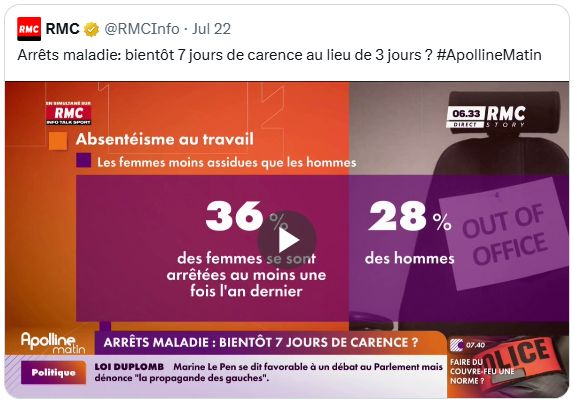 RMC RMC @RMCInfo · Jul 22
Arrêts maladie: bientôt 7 jours de carence au lieu de 3 jours ? #ApollineMatin
EN SIMULTANÉ SUR
RMC
INFO TALK SPORT
06.33 RMC
DIRECT STORY
Absentéisme au travail
Les femmes moins assidues que les hommes
36 %
des femmes se sont
arrêtées au moins une
fois l'an dernier
28 %
des hommes
OUT OF
OFFICE
Apolline
matin
ARRÊTS MALADIE : BIENTÔT 7 JOURS DE CARENCE ?
Politique
LOI DUPLOMB Marine Le Pen se dit favorable à un débat au Parlement mais
dénonce "la propagande des gauches".
07.40
FAIRE DU
COUVRE-FEU UNE
NORME ?
POLICE